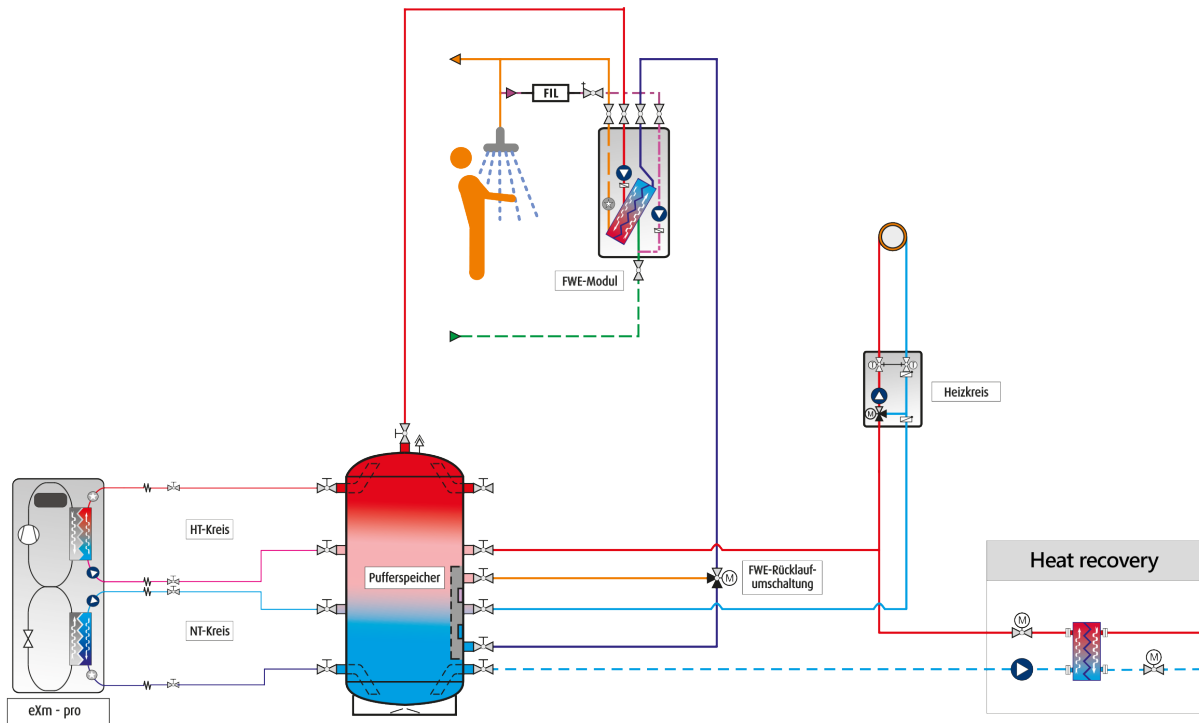 FIL
FWE-Modul
M
Heizkreis
HT-Kreis
Pufferspeicher
M
FWE-Rücklauf-
umschaltung
Heat recovery
NT-Kreis
M
M
eXm - pro